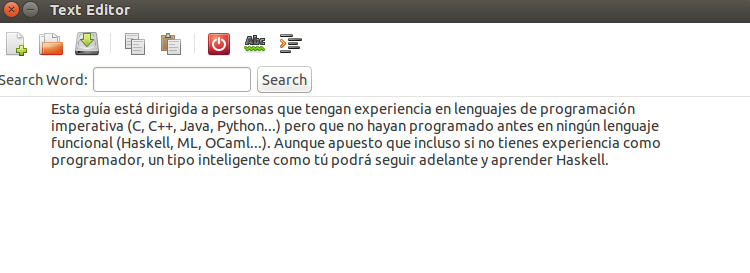 Text Editor
Abc
Search Word:
Search
Esta guía está dirigida a personas que tengan experiencia en lenguajes de programación
imperativa (C, C++, Java, Python...) pero que no hayan programado antes en ningún lenguaje
funcional (Haskell, ML, OCaml...). Aunque apuesto que incluso si no tienes experiencia como
programador, un tipo inteligente como tú podrá seguir adelante y aprender Haskell.